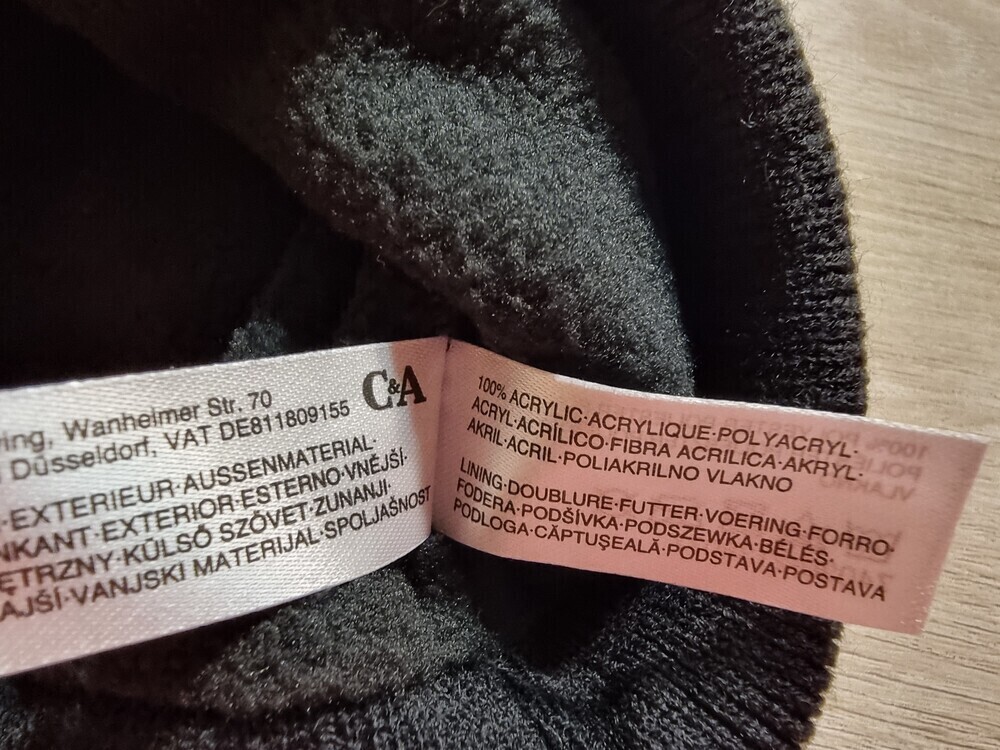 C&A
ring, Wanheimer Str. 70
Düsseldorf, VAT DE811809155
·EXTERIEUR·AUSSENMATERIAL·
NKANT·EXTERIOR·ESTERNO·VNĚJŠÍ·
ĘTRZNY·KÜLSŐ SZÖVET·ZUNANJI·
AJŠÍ·VANJSKI MATERIJAL·SPOLJAŠNOST
100% ACRYLIC·ACRYLIQUE·POLYACRYL·
ACRYL·ACRÍLICO·FIBRA ACRILICA·AKRYL·
AKRIL·ACRIL·POLIAKRILNO VLAKNO
LINING·DOUBLURE·FUTTER·VOERING·FORRO·
FODERA·PODŠÍVKA·PODSZEWKA·BÉLÉS·
PODLOGA·CĂPTUŞEALĂ·PODSTAVA·POSTAVA